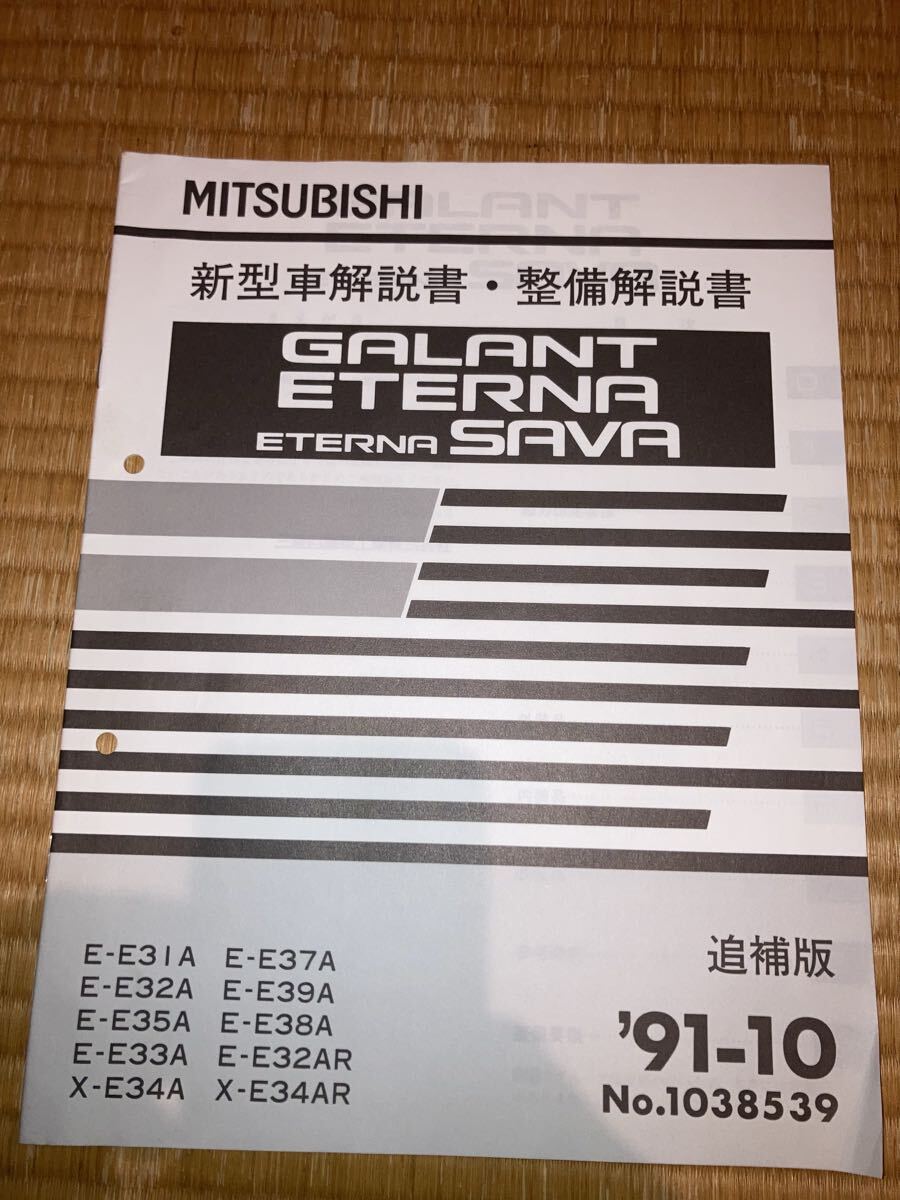 MITSUBISHI
新型車解説書・整備解説書
GALANT
ETERNA
ETERNA SAVA
E-E31A E-E37A
E-E32A E-E39A
E-E35A E-E38A
E-E33A E-E32AR
X-E34A X-E34AR
追補版
'91-10
No.1038539